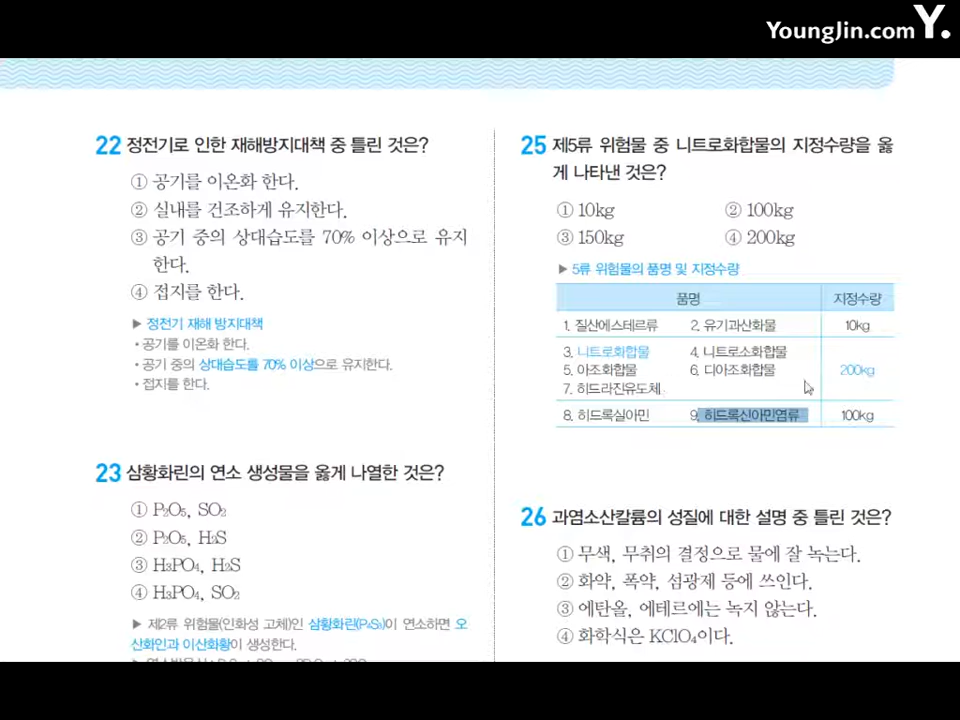 YoungJin.com Y.
22 정전기로 인한 재해방지대책 중 틀린 것은?
① 공기를 이온화 한다.
② 실내를 건조하게 유지한다.
③ 공기 중의 상대습도를 70% 이상으로 유지
한다.
④ 접지를 한다.
▶ 정전기 재해 방지대책
• 공기를 이온화 한다.
• 공기 중의 상대습도를 70% 이상으로 유지한다.
• 접지를 한다.
23 삼황화린의 연소 생성물을 옳게 나열한 것은?
① P₂O₅, SO₂
② P₂O₅, H₂S
③ H₃PO₄, H₂S
④ H₃PO₄, SO₂
▶ 제2류 위험물(인화성 고체)인 삼황화린(P₄S₃)이 연소하면 오
산화인과 이산화황이 생성한다.
25 제5류 위험물 중 니트로화합물의 지정수량을 옳
게 나타낸 것은?
① 10kg ② 100kg
③ 150kg ④ 200kg
▶ 5류 위험물의 품명 및 지정수량
품명 지정수량
1. 질산에스테르류 2. 유기과산화물 10kg
3. 니트로화합물 4. 니트로소화합물
5. 아조화합물 6. 디아조화합물 200kg
7. 히드라진유도체
8. 히드록실아민 9. 히드록신아민염류 100kg
26 과염소산칼륨의 성질에 대한 설명 중 틀린 것은?
① 무색, 무취의 결정으로 물에 잘 녹는다.
② 화약, 폭약, 섬광제 등에 쓰인다.
③ 에탄올, 에테르에는 녹지 않는다.
④ 화학식은 KClO₄이다.